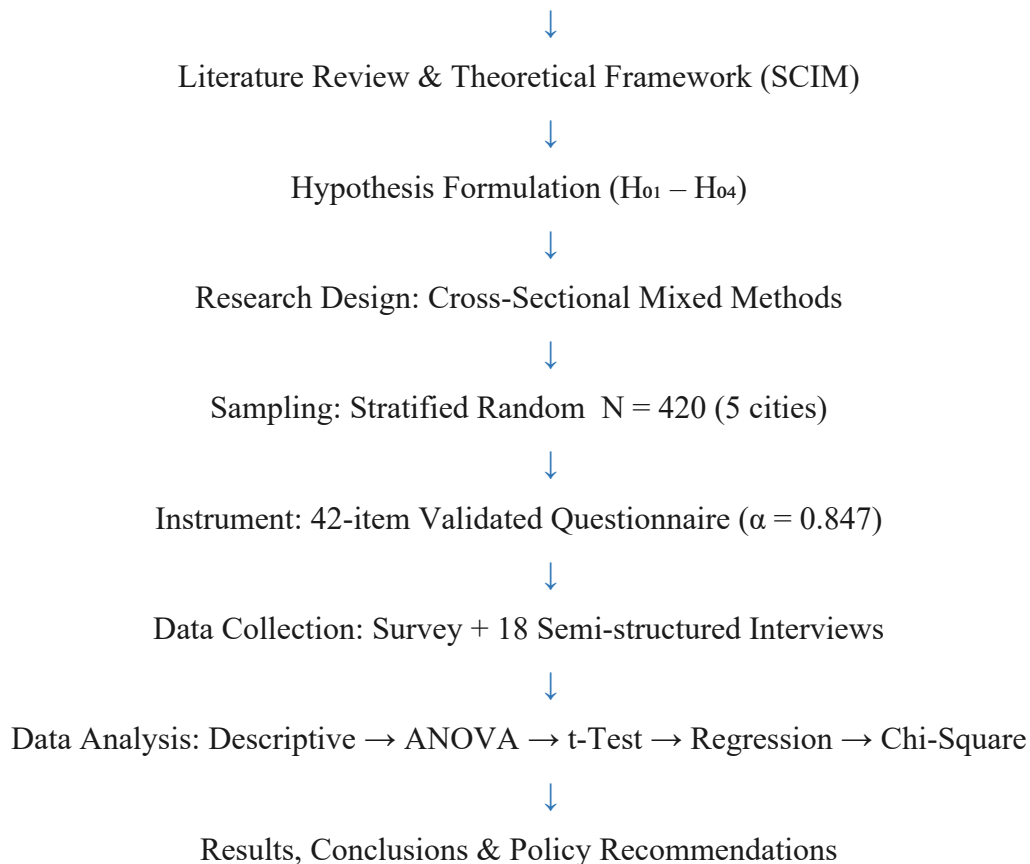 ↓
Literature Review & Theoretical Framework (SCIM)
↓
Hypothesis Formulation (H₀₁ – H₀₄)
↓
Research Design: Cross-Sectional Mixed Methods
↓
Sampling: Stratified Random N = 420 (5 cities)
↓
Instrument: 42-item Validated Questionnaire (α = 0.847)
↓
Data Collection: Survey + 18 Semi-structured Interviews
↓
Data Analysis: Descriptive → ANOVA → t-Test → Regression → Chi-Square
↓
Results, Conclusions & Policy Recommendations